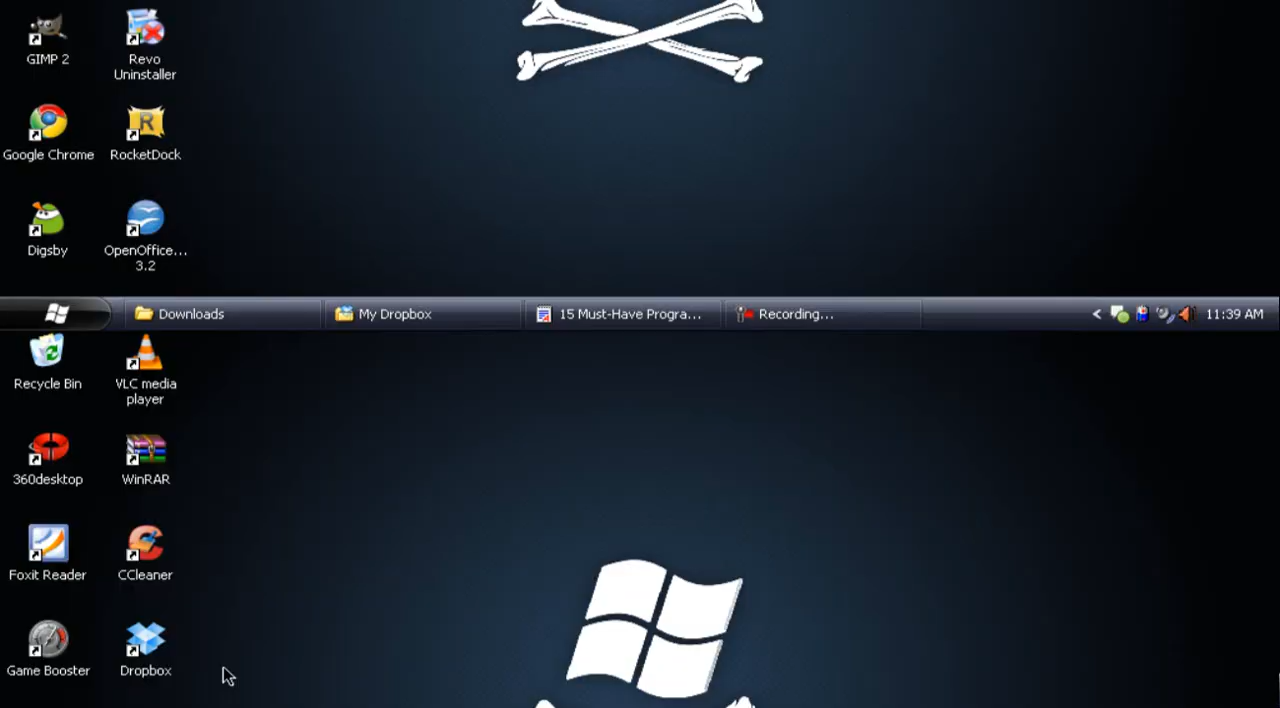 GIMP 2
Revo
Uninstaller
Google Chrome
RocketDock
Digsby
OpenOffice...
3.2
Downloads
My Dropbox
15 Must-Have Progra...
Recording...
<
11:39 AM
Recycle Bin
VLC media
player
360desktop
WinRAR
Foxit Reader
CCleaner
Game Booster
Dropbox